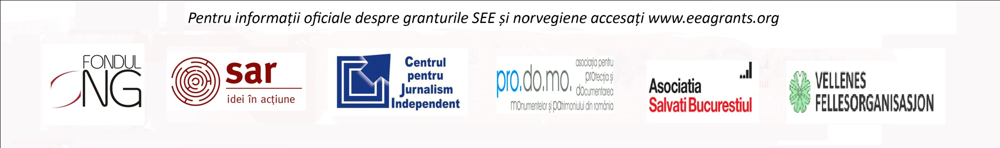 Pentru informații oficiale despre granturile SEE și norvegiene accesați www.eeagrants.org
FONDUL
ONG
sar
idei în acțiune
Centrul
pentru
Jurnalism
Independent
pro.do.mo.
asociația pentru
protecția și
documentarea
monumentelor și patrimoniului din românia
Asociatia
Salvati Bucurestiul
VELLENES
FELLESORGANISASJON